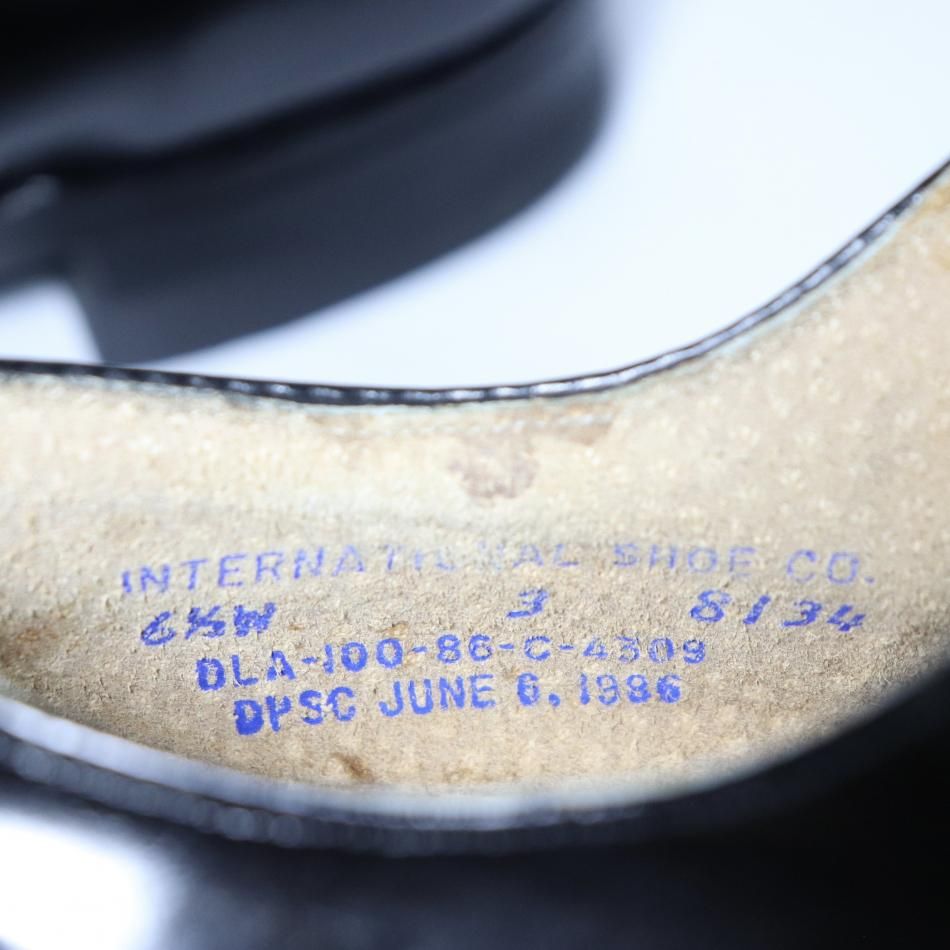 INTERNATIONAL SHOE CO.
6½W 3 8134
DLA-100-86-C-4309
DPSC JUNE 6, 1986